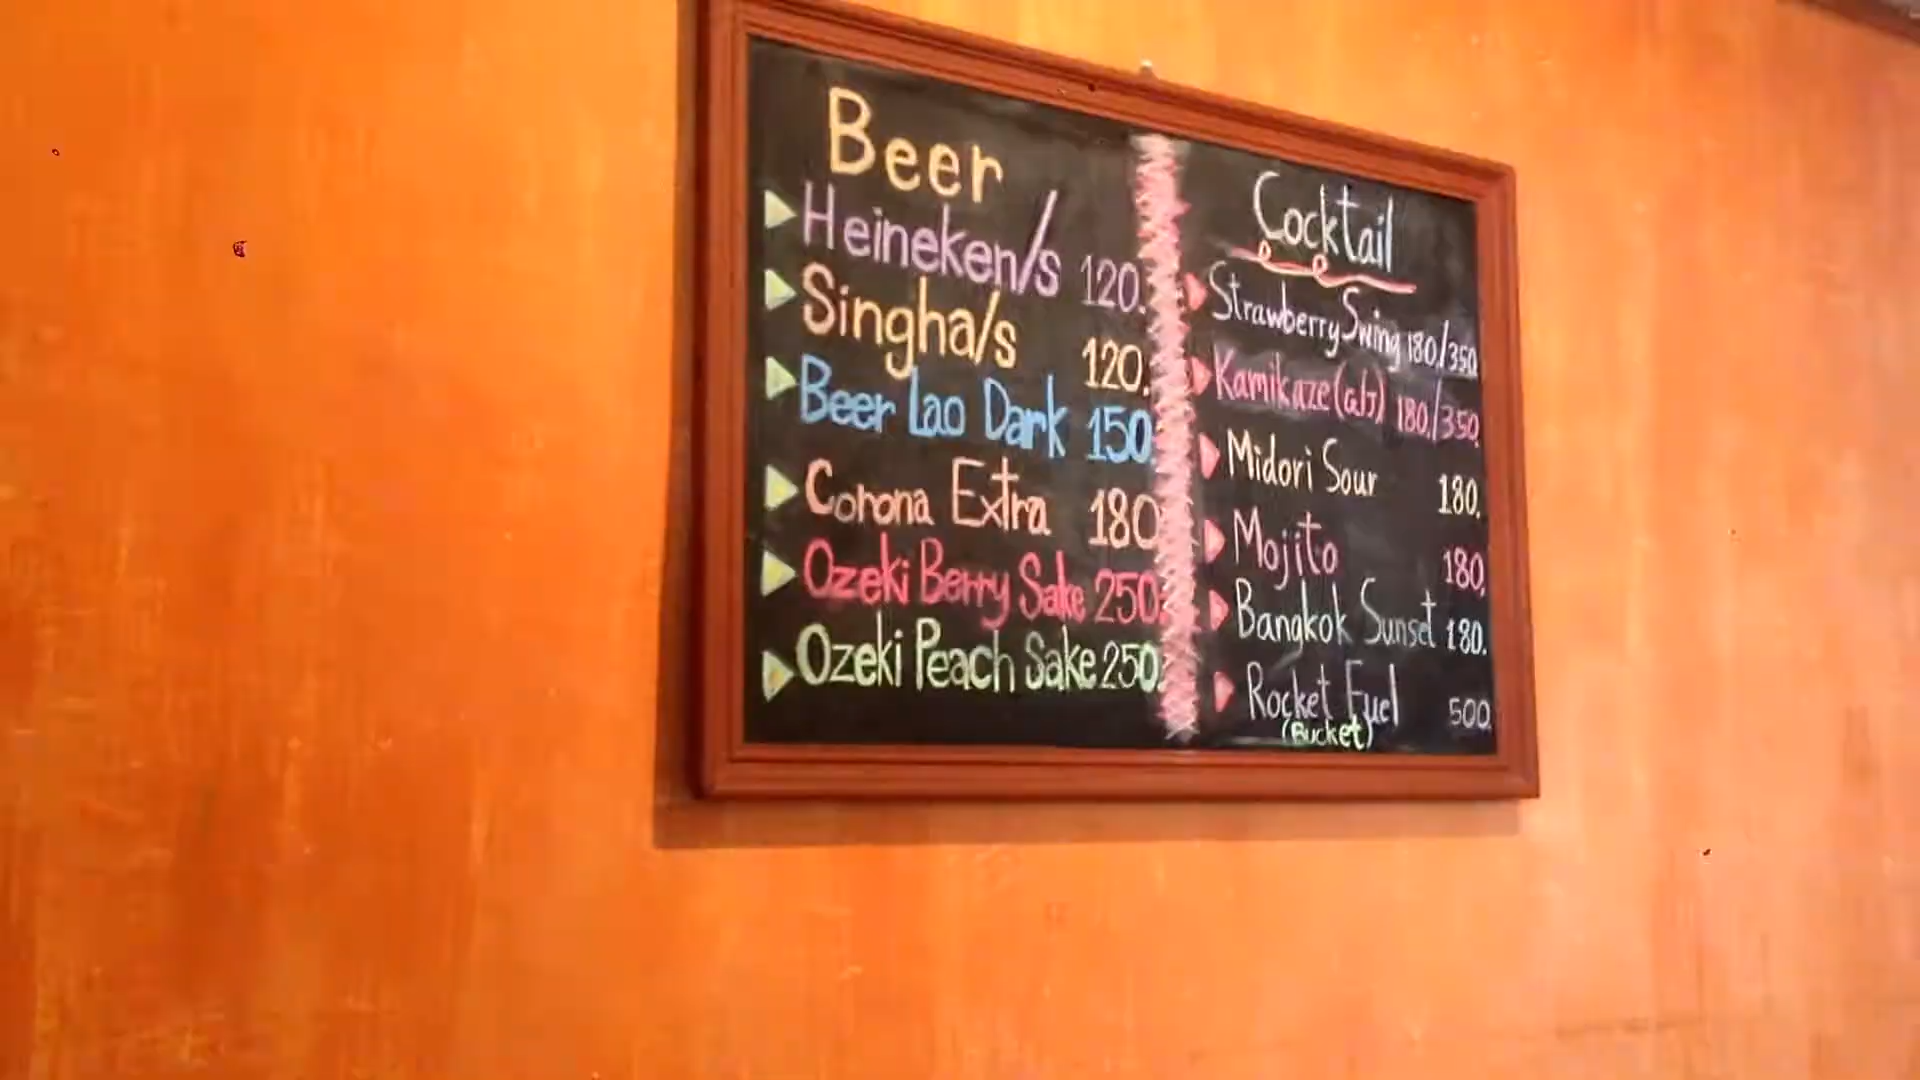 Beer
Heineken/s 120.
Singha/s 120.
Beer Lao Dark 150.
Corona Extra 180
Ozeki Berry Sake 250.
Ozeki Peach Sake 250.
Cocktail
Strawberry Swing 180./350.
Kamikaze 180./350.
Midori Sour 180.
Mojito 180.
Bangkok Sunset 180.
Rocket Fuel 500.
(Bucket)